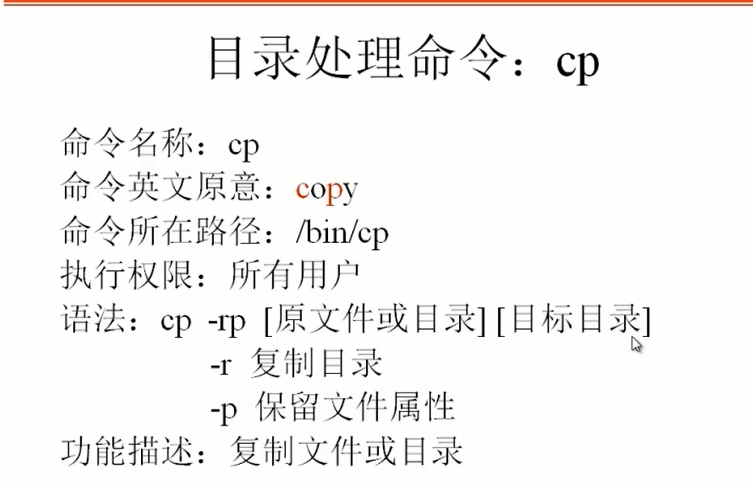 目录处理命令：cp
命令名称：cp
命令英文原意：copy
命令所在路径：/bin/cp
执行权限：所有用户
语法：cp -rp [原文件或目录] [目标目录]
-r 复制目录
-p 保留文件属性
功能描述：复制文件或目录